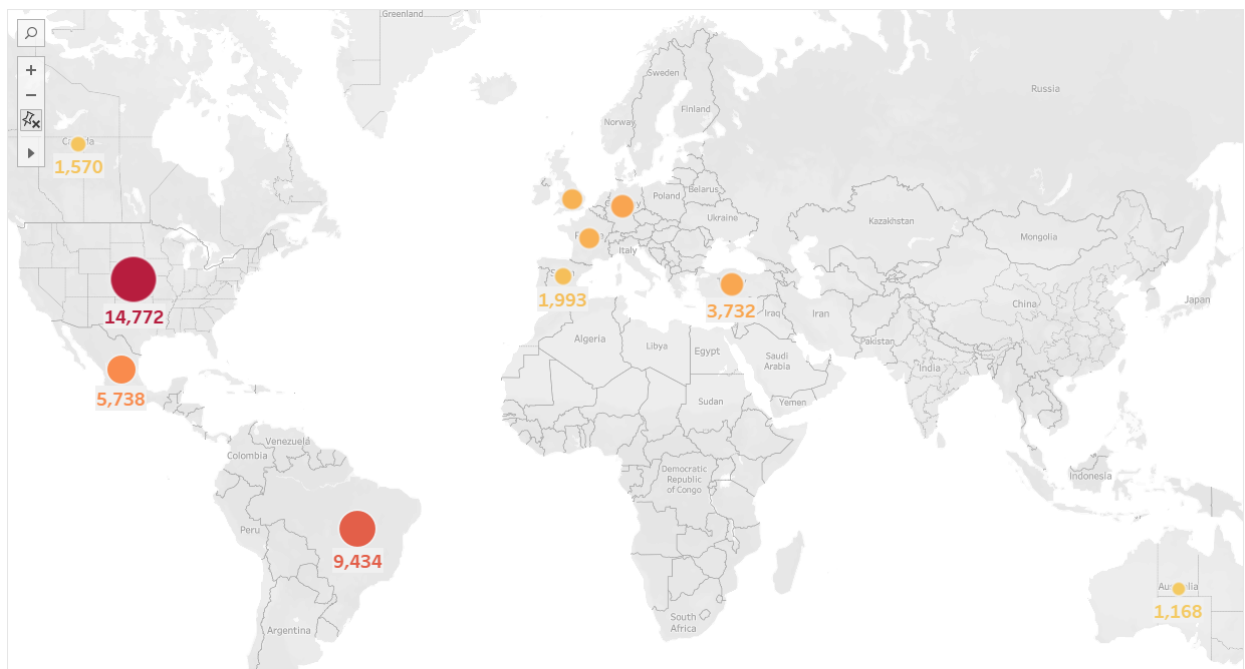 Greenland
Sweden
Russia
Finland
Norway
1,570
Poland
Belarus
Ukraine
Kazakhstan
Mongolia
Italy
1,993
3,732
14,772
Iraq
Iran
China
Japan
Algeria
Libya
Egypt
Pakistan
India
Saudi
Arabia
5,738
Sudan
Yemen
Venezuela
Colombia
Democratic
Republic
of Congo
Indonesia
Peru
9,434
1,168
South
Africa
Argentina